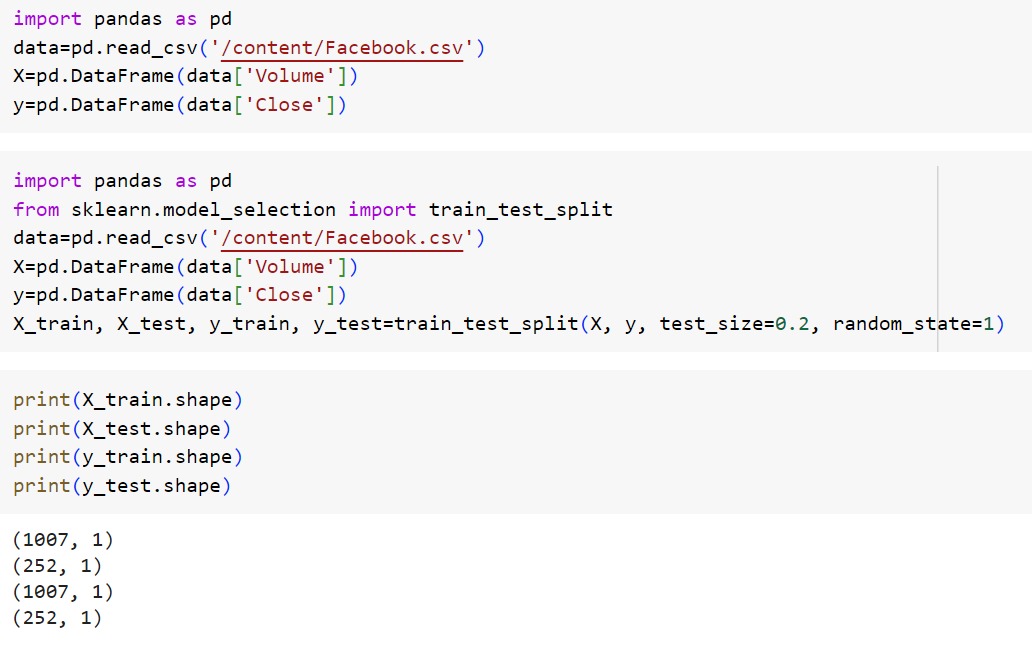 import pandas as pd
data=pd.read_csv('/content/Facebook.csv')
X=pd.DataFrame(data['Volume'])
y=pd.DataFrame(data['Close'])
import pandas as pd
from sklearn.model_selection import train_test_split
data=pd.read_csv('/content/Facebook.csv')
X=pd.DataFrame(data['Volume'])
y=pd.DataFrame(data['Close'])
X_train, X_test, y_train, y_test=train_test_split(X, y, test_size=0.2, random_state=1)
print(X_train.shape)
print(X_test.shape)
print(y_train.shape)
print(y_test.shape)
(1007, 1)
(252, 1)
(1007, 1)
(252, 1)